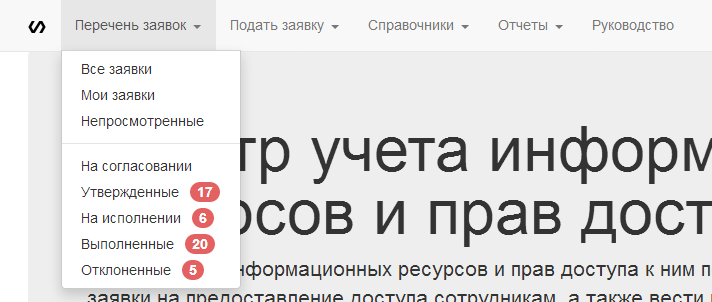 Перечень заявок Подать заявку Справочники Отчеты Руководство
Все заявки
Мои заявки
Непросмотренные
На согласовании
Утвержденные 17
На исполнении 6
Выполненные 20
Отклоненные 5
тр учета информ
рсов и прав дост
нформационных ресурсов и прав доступа к ним п
заявки на предоставление доступа сотрудникам, а также вести